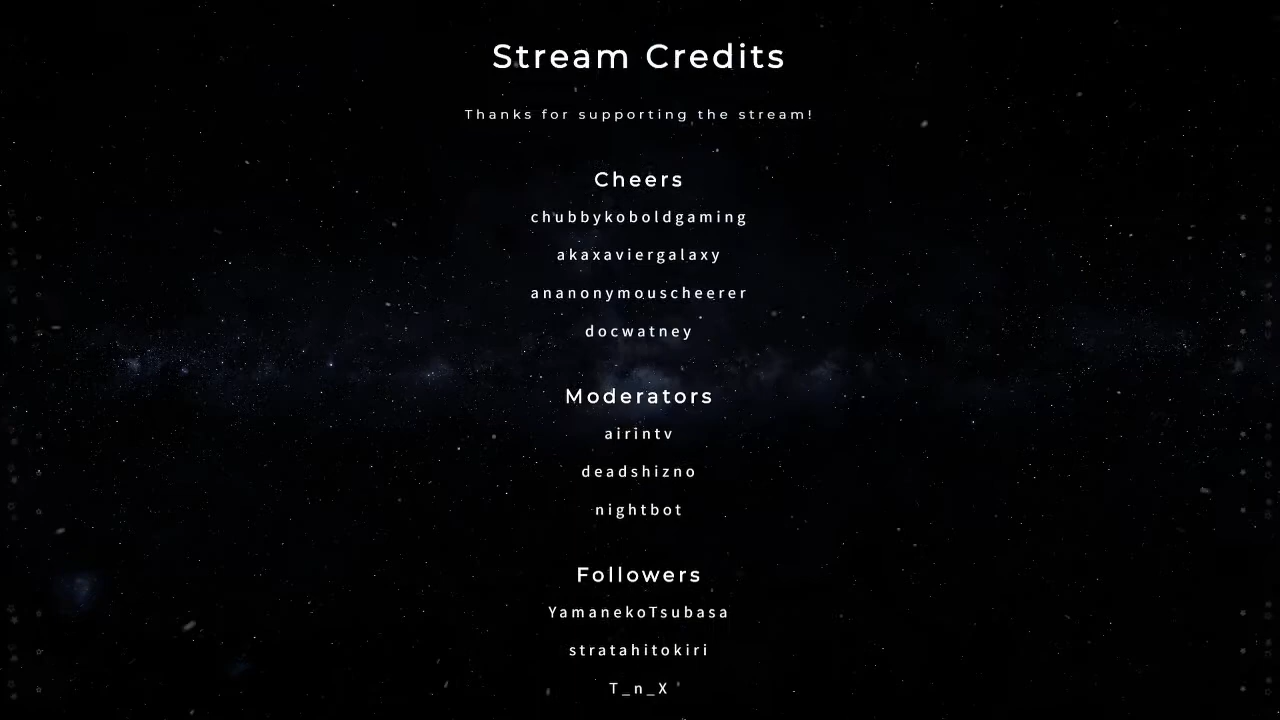 Stream Credits
Thanks for supporting the stream!
Cheers
chubbykoboldgaming
akaxaviergalaxy
ananonymouscheerer
docwatney
Moderators
airintv
deadshizno
nightbot
Followers
YamanekoTsubasa
stratahitokiri
T_n_X